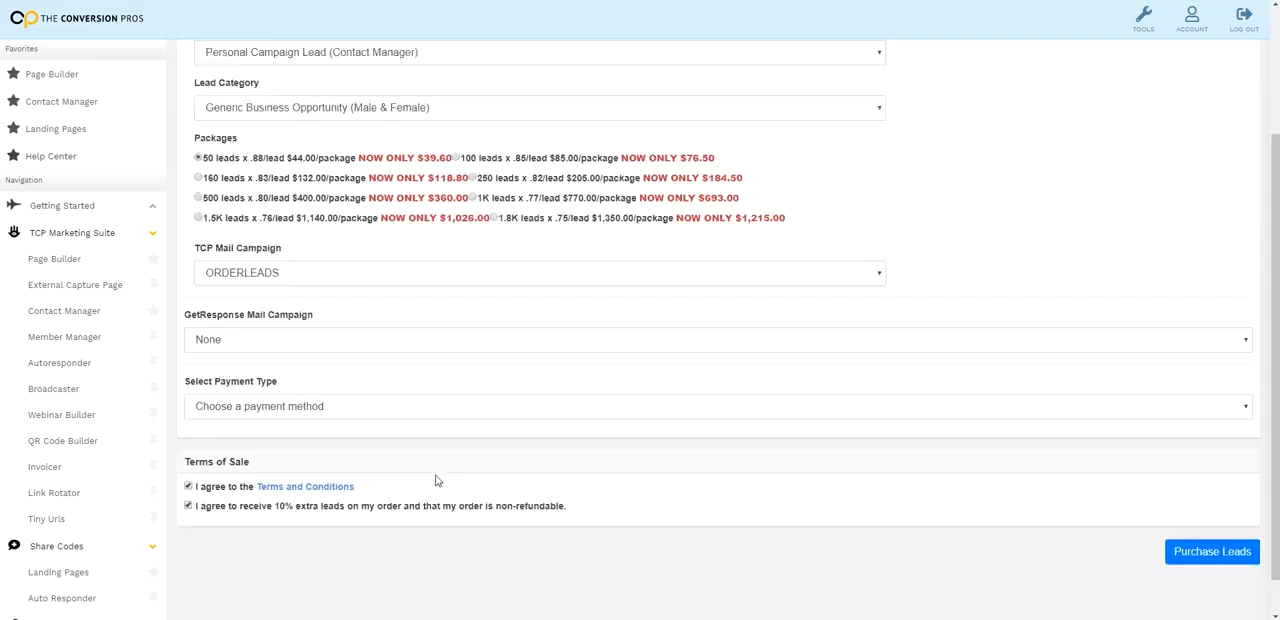 CP THE CONVERSION PROS
TOOLS
ACCOUNT
LOG OUT
Favorites
Page Builder
Contact Manager
Landing Pages
Help Center
Navigation
Getting Started
TCP Marketing Suite
Page Builder
External Capture Page
Contact Manager
Member Manager
Autoresponder
Broadcaster
Webinar Builder
QR Code Builder
Invoicer
Link Rotator
Tiny Urls
Share Codes
Landing Pages
Auto Responder
Personal Campaign Lead (Contact Manager)
Lead Category
Generic Business Opportunity (Male & Female)
Packages
50 leads x .88/lead $44.00/package NOW ONLY $39.60 100 leads x .85/lead $85.00/package NOW ONLY $76.50
160 leads x .83/lead $132.00/package NOW ONLY $118.80 250 leads x .82/lead $205.00/package NOW ONLY $184.50
500 leads x .80/lead $400.00/package NOW ONLY $360.00 1K leads x .77/lead $770.00/package NOW ONLY $693.00
1.5K leads x .76/lead $1,140.00/package NOW ONLY $1,026.00 1.8K leads x .75/lead $1,350.00/package NOW ONLY $1,215.00
TCP Mail Campaign
ORDERLEADS
GetResponse Mail Campaign
None
Select Payment Type
Choose a payment method
Terms of Sale
I agree to the Terms and Conditions
I agree to receive 10% extra leads on my order and that my order is non-refundable.
Purchase Leads